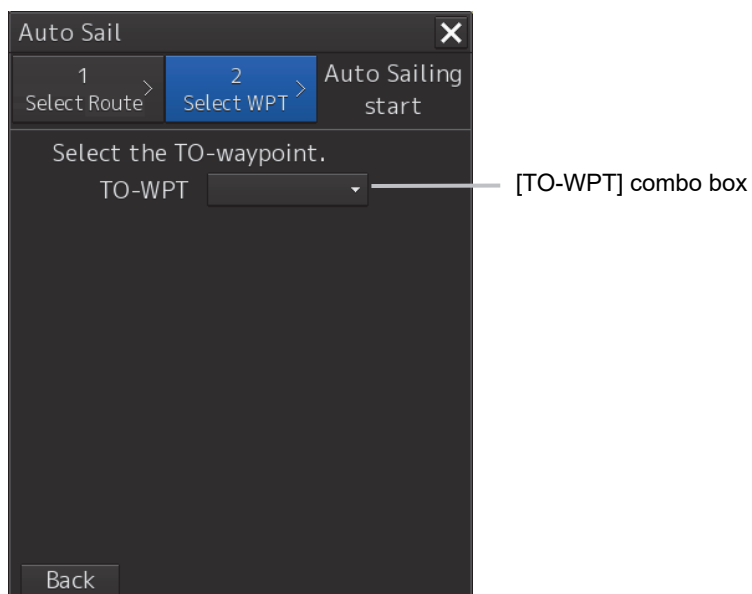 Auto Sail
1
Select Route
2
Select WPT
Auto Sailing
start
Select the TO-waypoint.
TO-WPT
[TO-WPT] combo box
Back